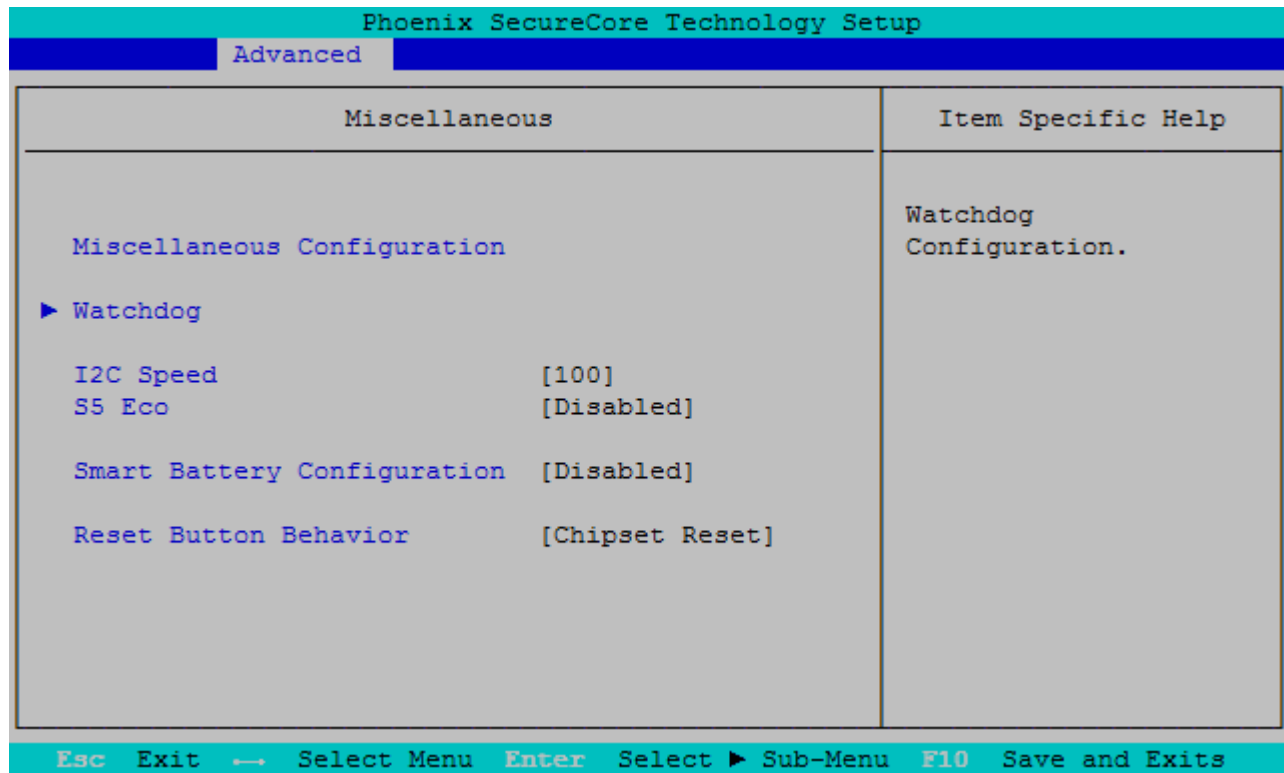 Phoenix SecureCore Technology Setup
Advanced
Miscellaneous
Miscellaneous Configuration
► Watchdog
I2C Speed [100]
S5 Eco [Disabled]
Smart Battery Configuration [Disabled]
Reset Button Behavior [Chipset Reset]
Item Specific Help
Watchdog
Configuration.
Esc Exit ←→ Select Menu Enter Select ► Sub-Menu F10 Save and Exits